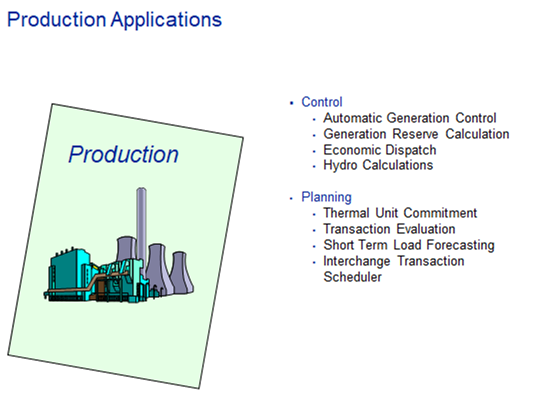 Production Applications
Production
Control
Automatic Generation Control
Generation Reserve Calculation
Economic Dispatch
Hydro Calculations
Planning
Thermal Unit Commitment
Transaction Evaluation
Short Term Load Forecasting
Interchange Transaction
Scheduler